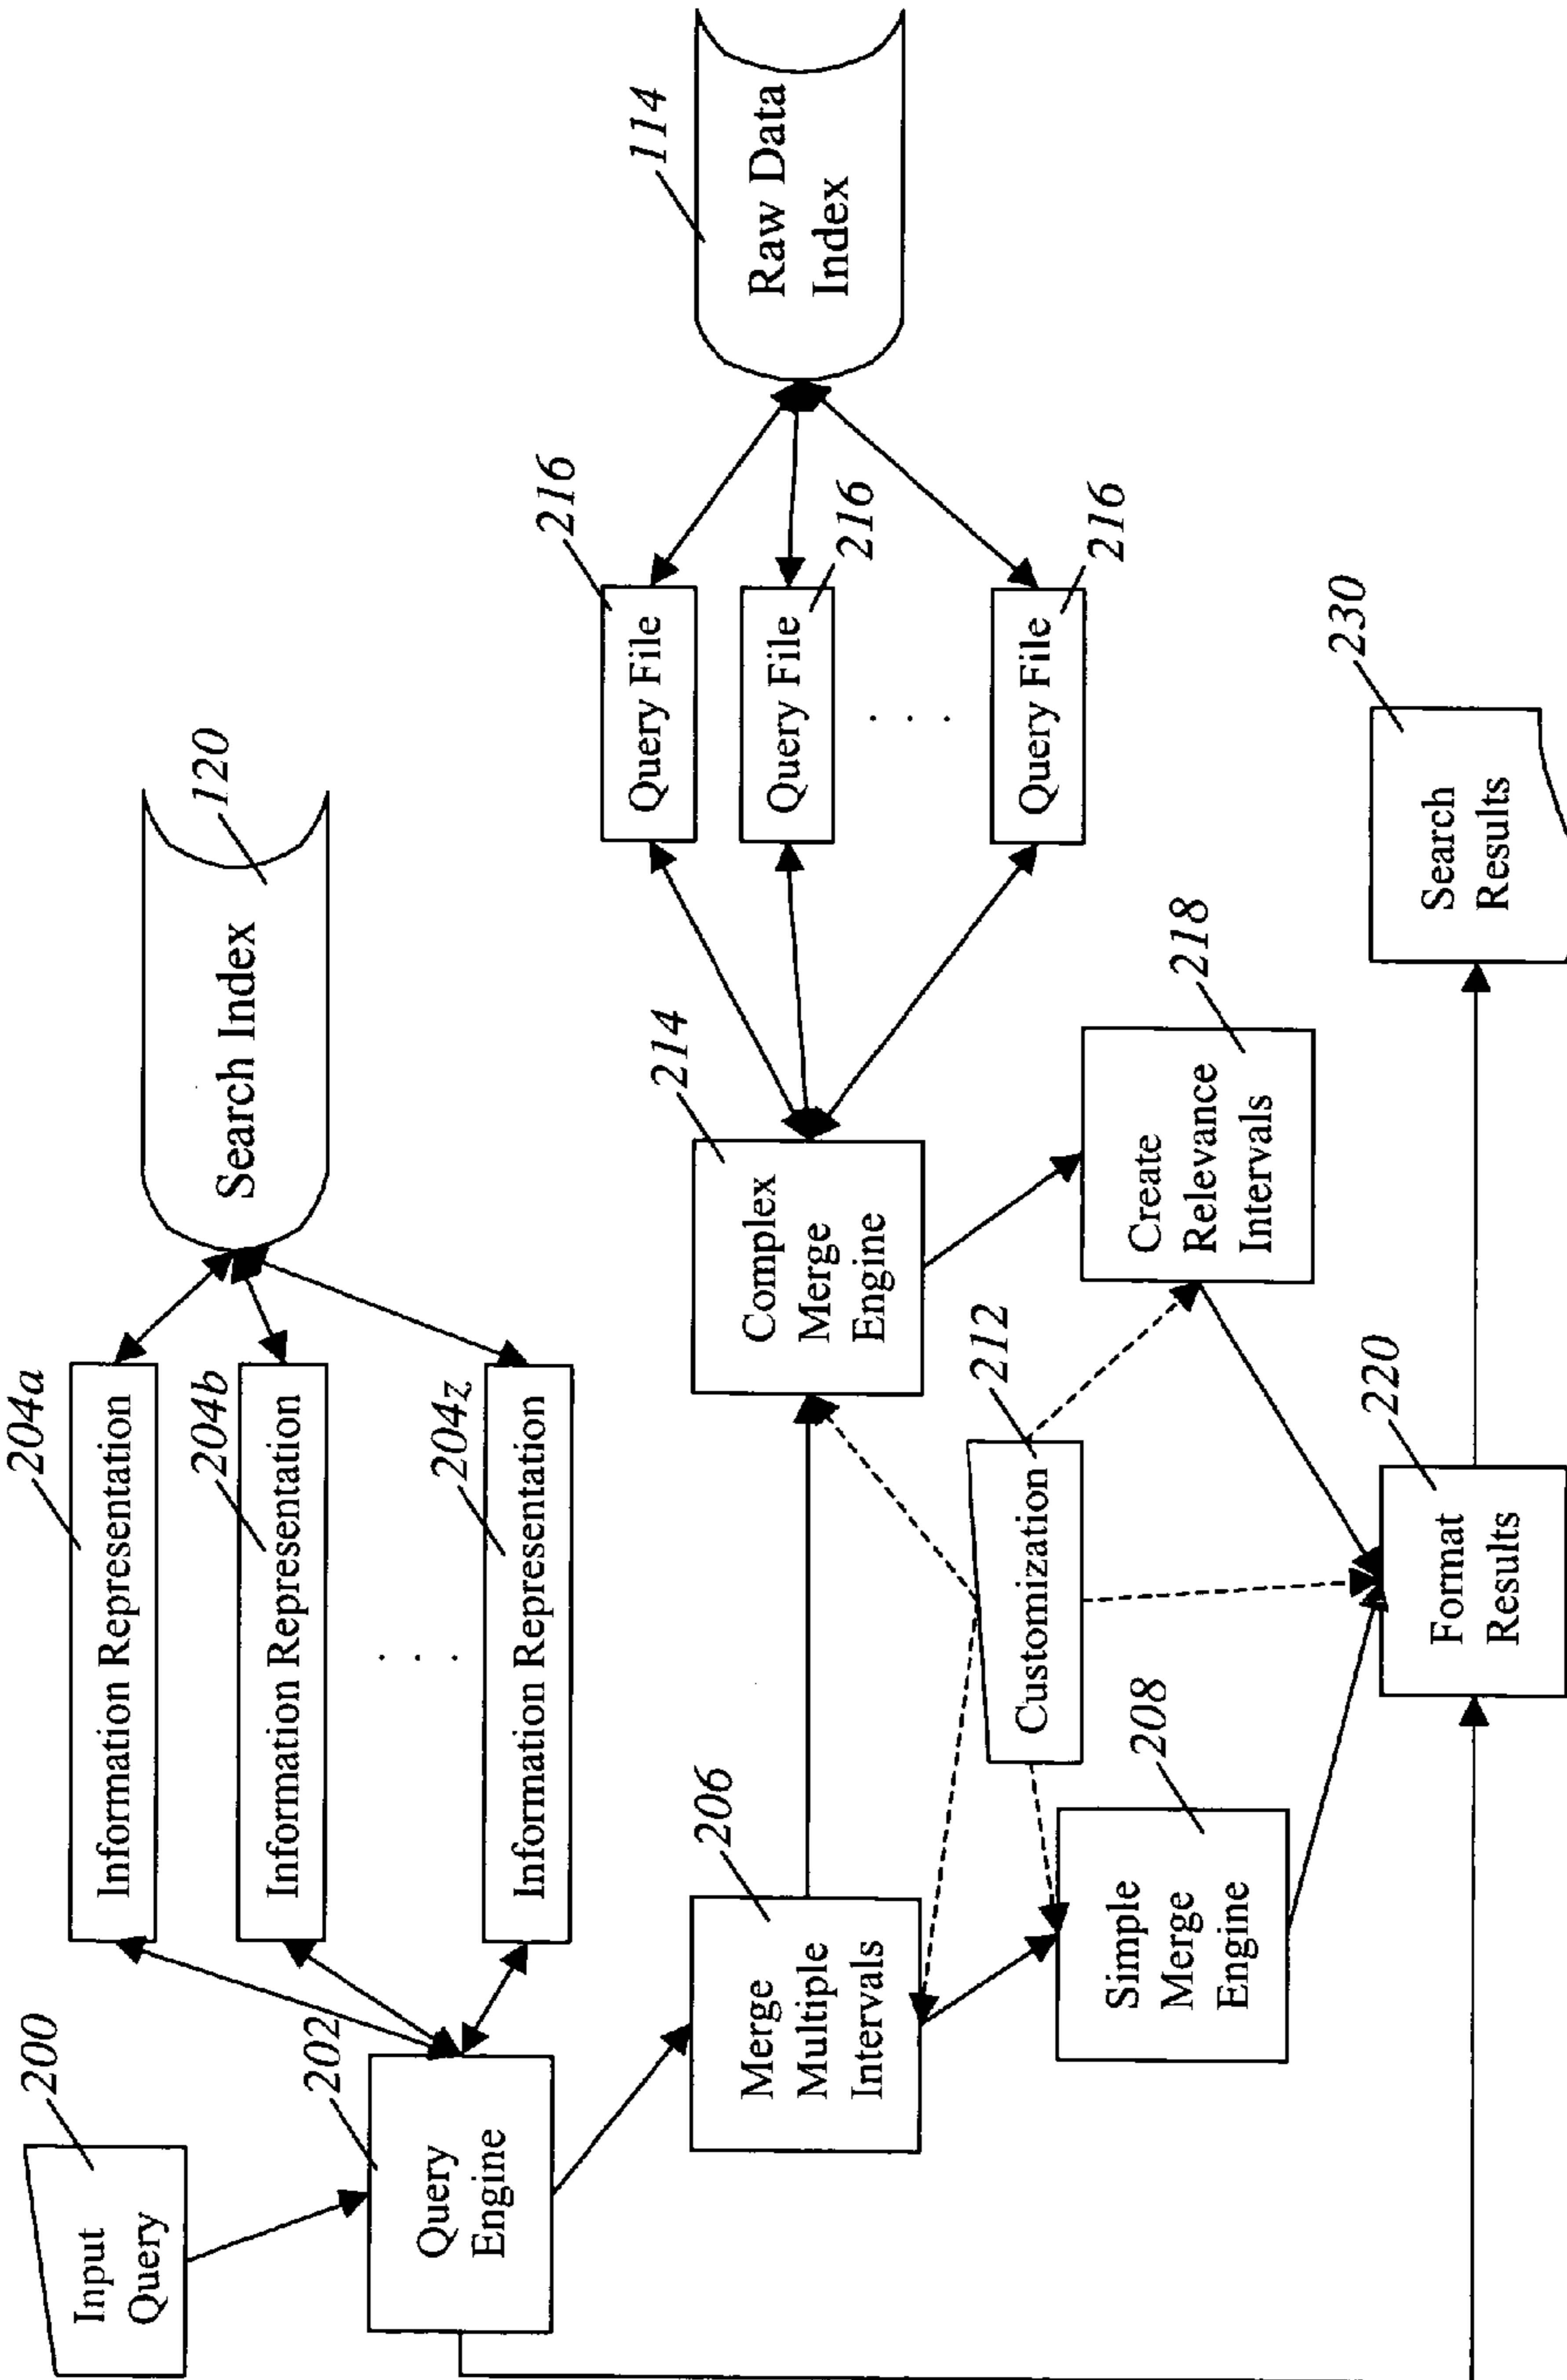 200
Input
Query
202
Query
Engine
204a
Information Representation
204b
Information Representation
. . .
204z
Information Representation
120
Search Index
206
Merge
Multiple
Intervals
208
Simple
Merge
Engine
212
Customization
214
Complex
Merge
Engine
216
Query File
216
Query File
. . .
216
Query File
114
Raw Data
Index
218
Create
Relevance
Intervals
220
Format
Results
230
Search
Results